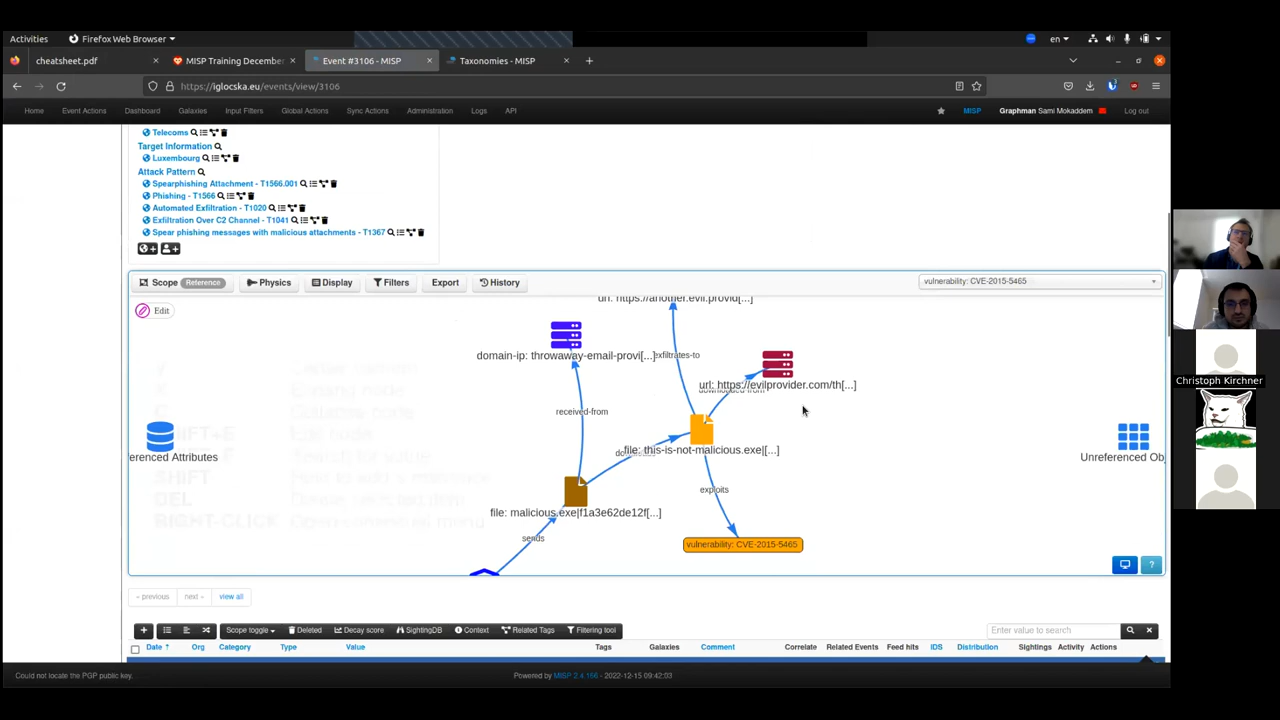 Activities
Firefox Web Browser
en
cheatsheet.pdf
MISP Training December
Event #3106 - MISP
Taxonomies - MISP
https://iglocska.eu/events/view/3106
Home Event Actions Dashboard Galaxies Input Filters Global Actions Sync Actions Administration Logs API
MISP Graphman Sami Mokaddem Log out
Telecoms
Target Information
Luxembourg
Attack Pattern
Spearphishing Attachment - T1566.001
Phishing - T1566
Automated Exfiltration - T1020
Exfiltration Over C2 Channel - T1041
Spear phishing messages with malicious attachments - T1367
Scope Reference Physics Display Filters Export History
vulnerability: CVE-2015-5465
Edit
url: https://another.evil.provid[...]
domain-ip: throwaway-email-provi[...]
exfiltrates-to
url: https://evilprovider.com/th[...]
downloaded-from
received-from
file: this-is-not-malicious.exe|[...]
erenced Attributes
Unreferenced Obj
exploits
file: malicious.exe|f1a3e62de12f[...]
sends
vulnerability: CVE-2015-5465
SHIFT+E
SHIFT
DEL
RIGHT-CLICK
« previous next » view all
Scope toggle Deleted Decay score SightingDB Context Related Tags Filtering tool
Enter value to search
Date Org Category Type Value Tags Galaxies Comment Correlate Related Events Feed hits IDS Distribution Sightings Activity Actions
Could not locate the PGP public key.
Powered by MISP 2.4.166 - 2022-12-15 09:42:03
Christoph Kirchner